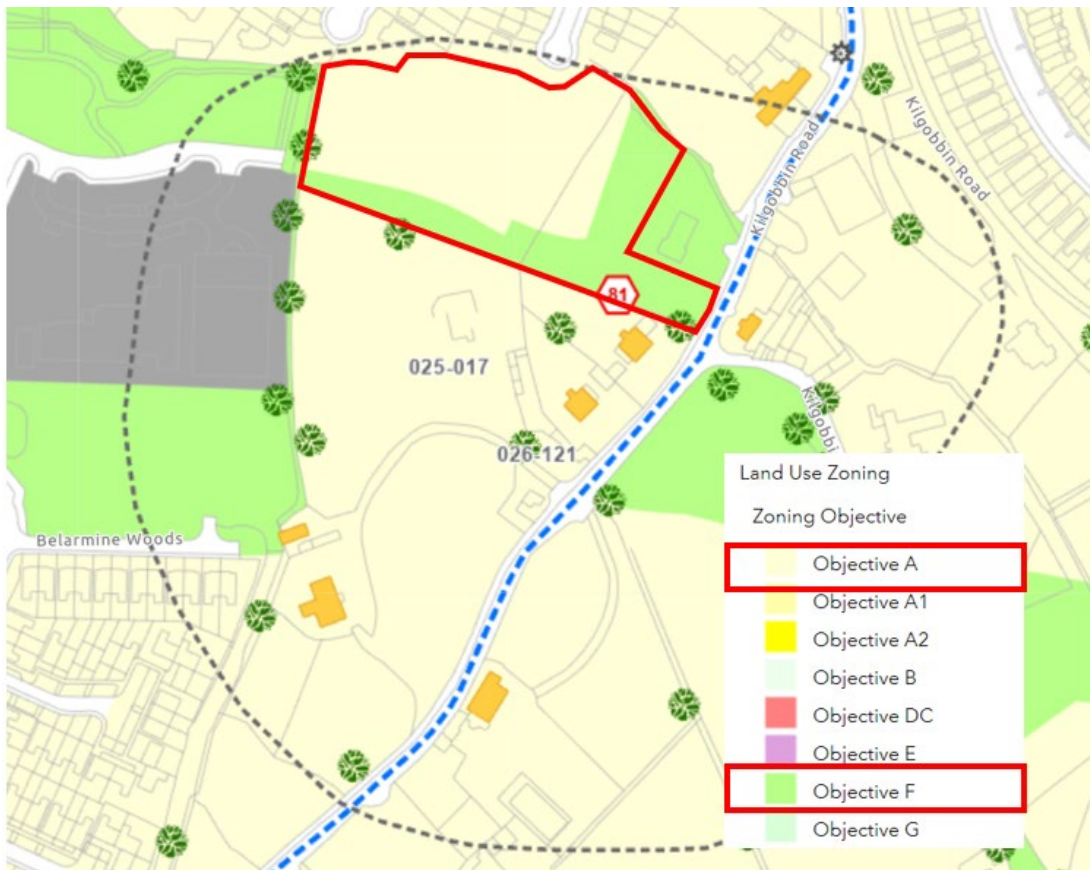 Kilgobbin Road
Kilgobbin Road
81
025-017
026-121
Kilgobbi
Belarmine Woods
Land Use Zoning
Zoning Objective
Objective A
Objective A1
Objective A2
Objective B
Objective DC
Objective E
Objective F
Objective G